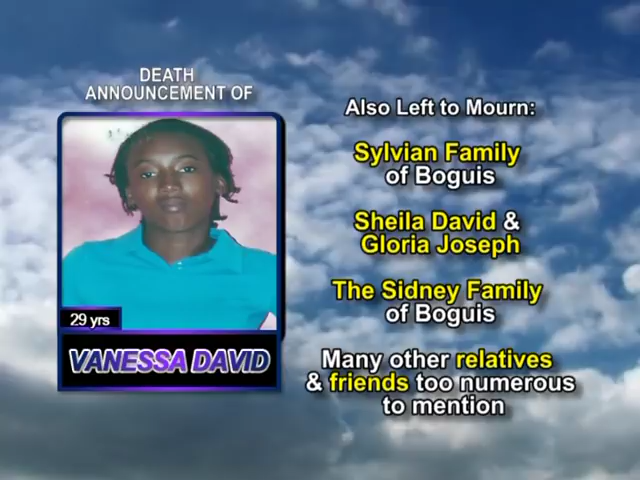 DEATH
ANNOUNCEMENT OF
29 yrs
VANESSA DAVID
Also Left to Mourn:
Sylvian Family
of Boguis
Sheila David &
Gloria Joseph
The Sidney Family
of Boguis
Many other relatives
& friends too numerous
to mention